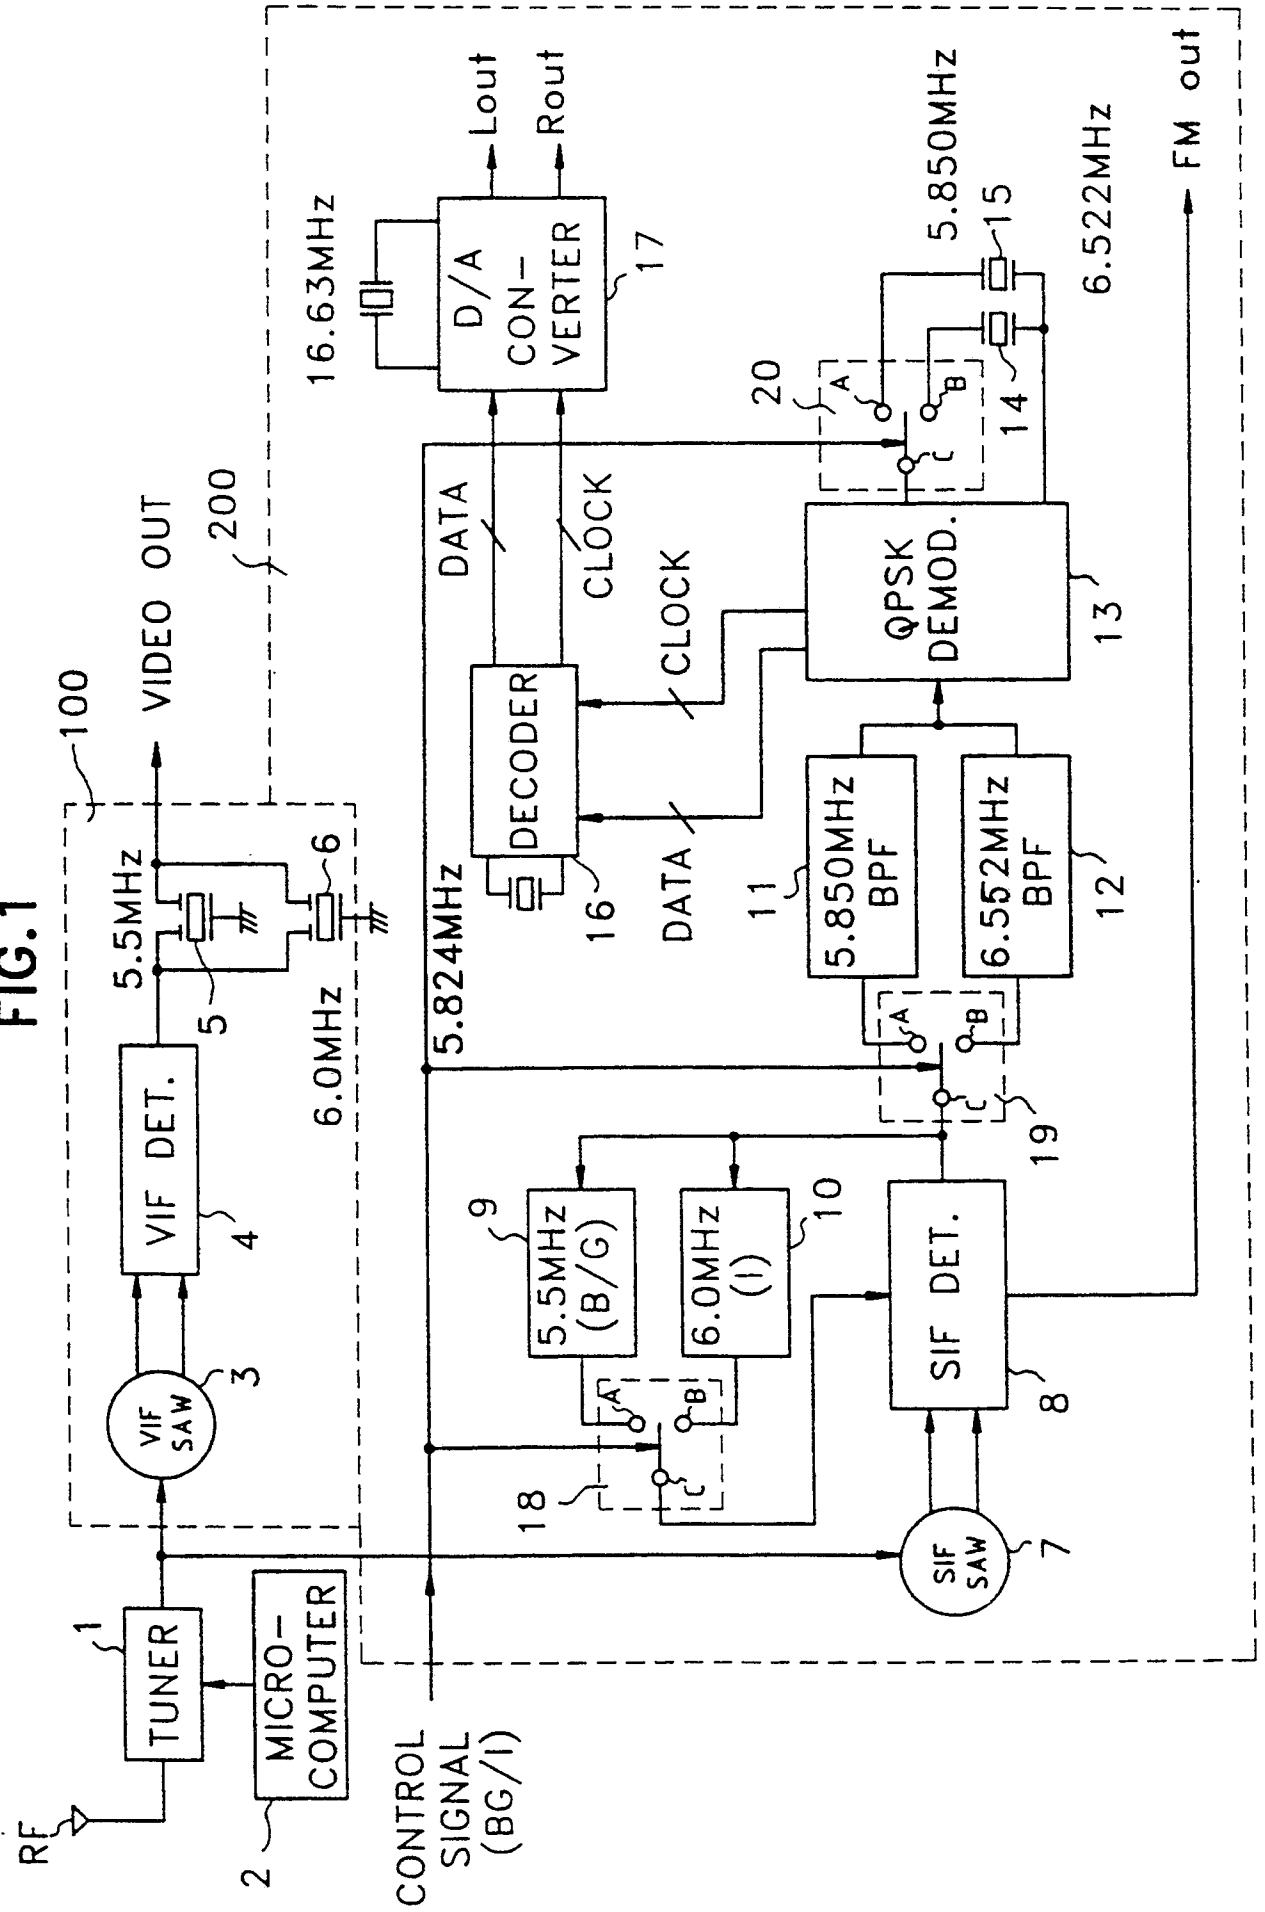 FIG.1
RF
1
TUNER
2
MICRO-
COMPUTER
CONTROL
SIGNAL
(BG/I)
100
VIF
SAW
3
VIF DET.
4
5.5MHz
5
6.0MHz
6
VIDEO OUT
200
SIF
SAW
7
SIF DET.
8
18
A
B
C
9
5.5MHz
(B/G)
6.0MHz
(I)
10
19
A
B
C
11
5.850MHz
BPF
6.552MHz
BPF
12
5.824MHz
DECODER
16
DATA
CLOCK
DATA
CLOCK
QPSK
DEMOD.
13
20
A
B
C
14
15
5.850MHz
6.522MHz
16.63MHz
D/A
CON-
VERTER
17
Lout
Rout
FM out